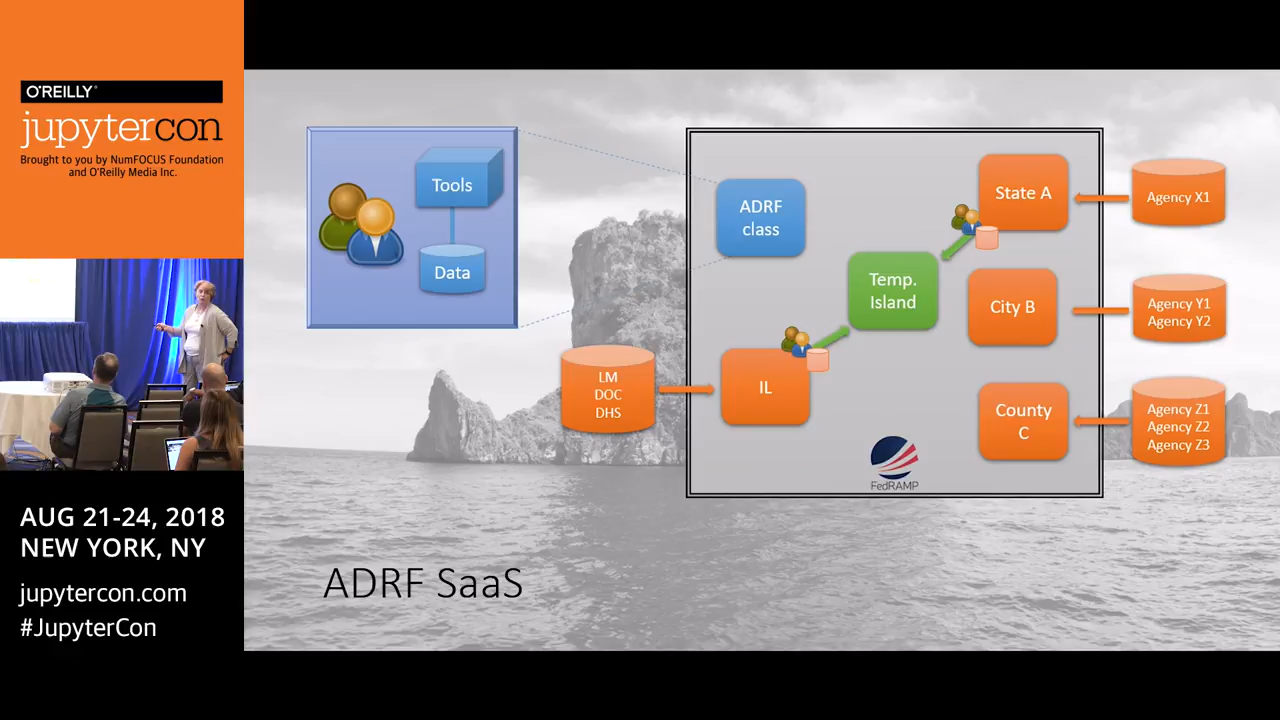 O'REILLY®
jupytercon
Brought to you by NumFOCUS Foundation
and O'Reilly Media Inc.
AUG 21-24, 2018
NEW YORK, NY
jupytercon.com
#JupyterCon
Tools
Data
ADRF
class
State A
Agency X1
Temp.
Island
City B
Agency Y1
Agency Y2
LM
DOC
DHS
IL
County
C
Agency Z1
Agency Z2
Agency Z3
FedRAMP
ADRF SaaS